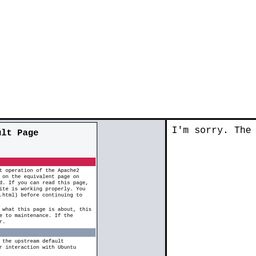 ult Page
I'm sorry. The
t operation of the Apache2
on the equivalent page on
d. If you can read this page,
ite is working properly. You
.html) before continuing to
what this page is about, this
e to maintenance. If the
r.
the upstream default
r interaction with Ubuntu